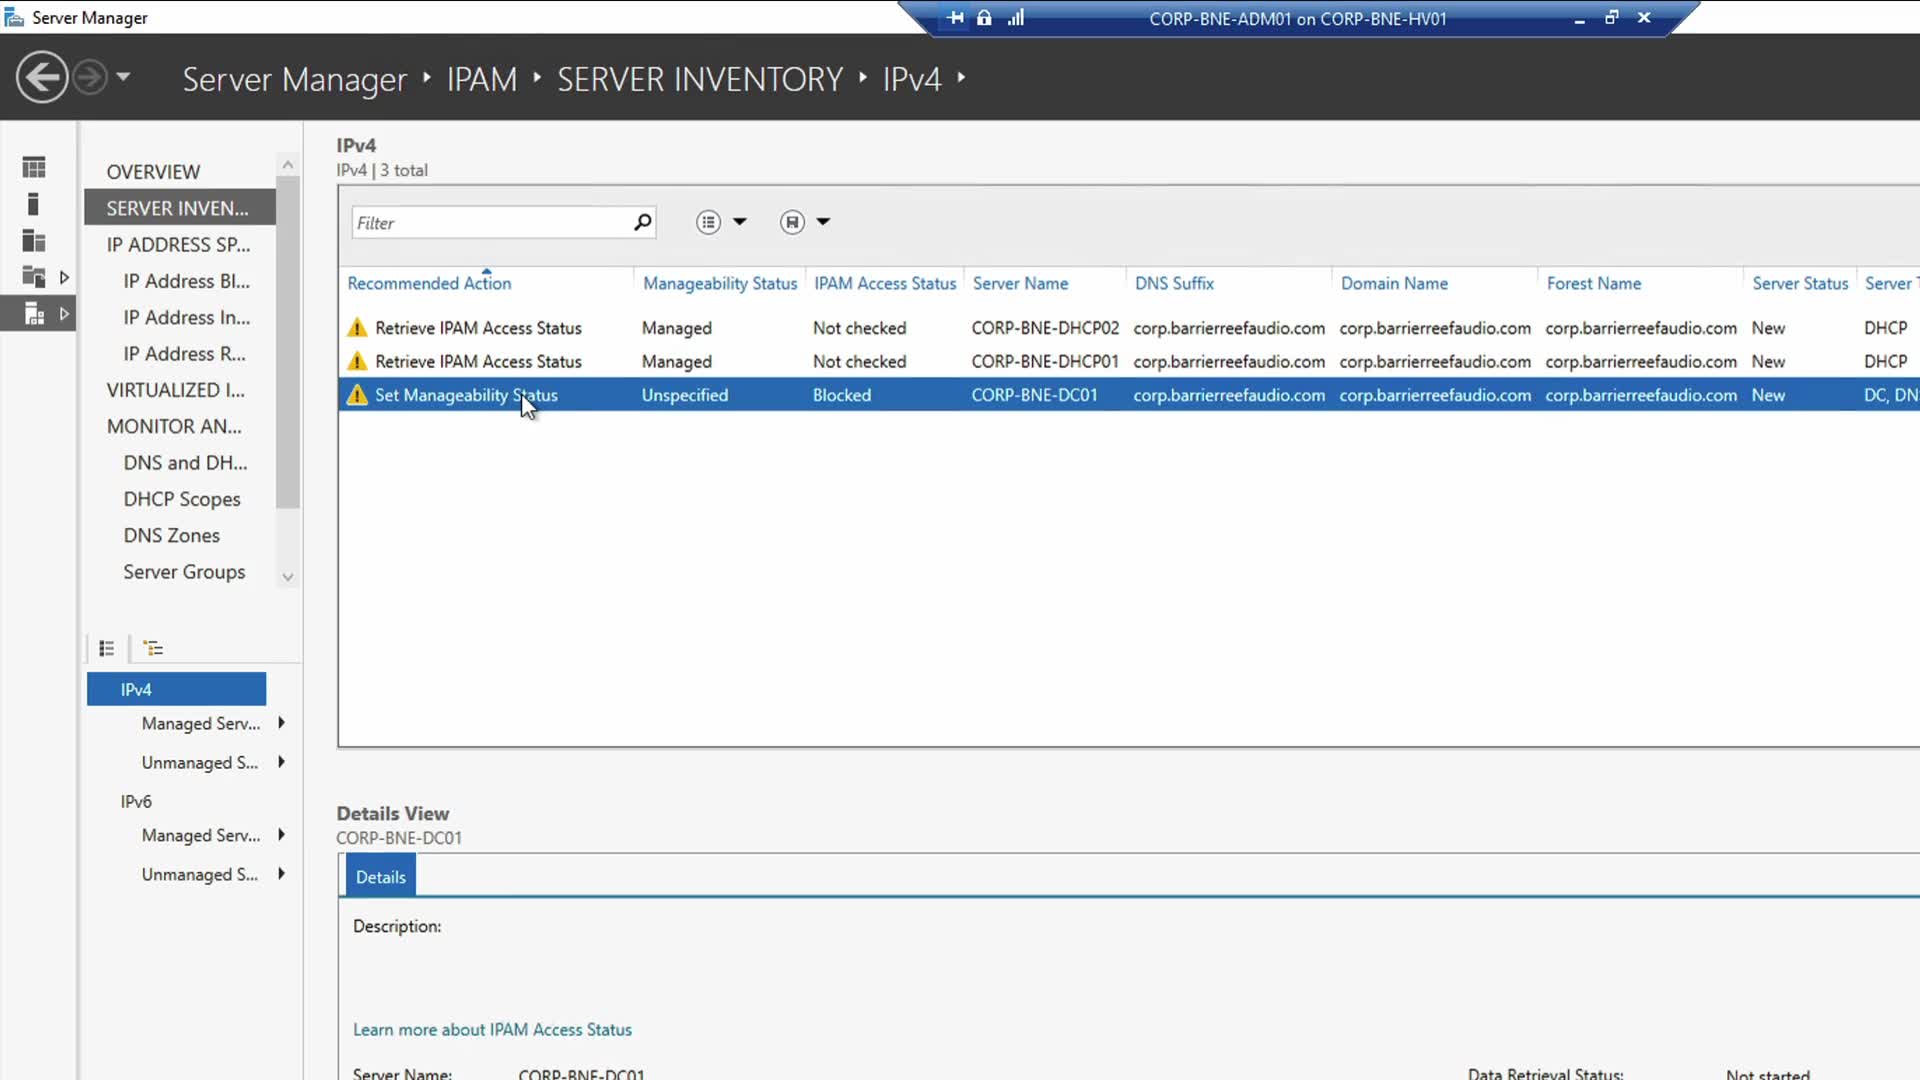 Server Manager
CORP-BNE-ADM01 on CORP-BNE-HV01
Server Manager IPAM SERVER INVENTORY IPv4
OVERVIEW
SERVER INVEN...
IP ADDRESS SP...
IP Address Bl...
IP Address In...
IP Address R...
VIRTUALIZED I...
MONITOR AN...
DNS and DH...
DHCP Scopes
DNS Zones
Server Groups
IPv4
Managed Serv...
Unmanaged S...
IPv6
Managed Serv...
Unmanaged S...
IPv4
IPv4 | 3 total
Filter
Recommended Action Manageability Status IPAM Access Status Server Name DNS Suffix Domain Name Forest Name Server Status Server T
Retrieve IPAM Access Status Managed Not checked CORP-BNE-DHCP02 corp.barrierreefaudio.com corp.barrierreefaudio.com corp.barrierreefaudio.com New DHCP
Retrieve IPAM Access Status Managed Not checked CORP-BNE-DHCP01 corp.barrierreefaudio.com corp.barrierreefaudio.com corp.barrierreefaudio.com New DHCP
Set Manageability Status Unspecified Blocked CORP-BNE-DC01 corp.barrierreefaudio.com corp.barrierreefaudio.com corp.barrierreefaudio.com New DC, DN
Details View
CORP-BNE-DC01
Details
Description:
Learn more about IPAM Access Status
Server Name: CORP-BNE-DC01 Data Retrieval Status: Not started